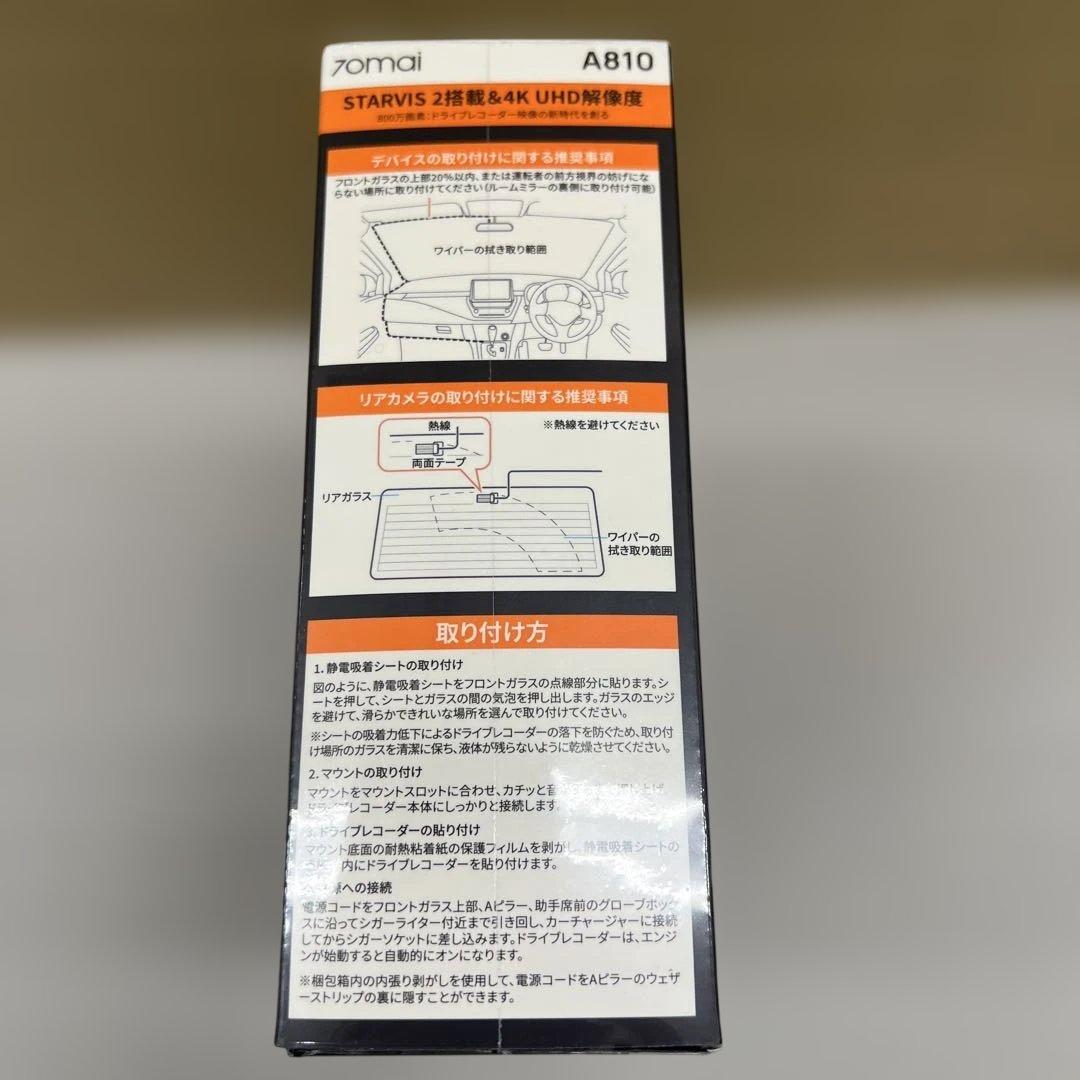 70mai A810
STARVIS 2搭載&4K UHD解像度
800万画素:ドライブレコーダー映像の新時代を創る
デバイスの取り付けに関する推奨事項
フロントガラスの上部20%以内、または運転者の前方視界の妨げにな
らない場所に取り付けてください(ルームミラーの裏側に取り付け可能)
ワイパーの拭き取り範囲
リアカメラの取り付けに関する推奨事項
※熱線を避けてください
熱線
両面テープ
リアガラス
ワイパーの
拭き取り範囲
取り付け方
1. 静電吸着シートの取り付け
図のように、静電吸着シートをフロントガラスの点線部分に貼ります。シ
ートを押して、シートとガラスの間の気泡を押し出します。ガラスのエッジ
を避けて、滑らかできれいな場所を選んで取り付けてください。
※シートの吸着力低下によるドライブレコーダーの落下を防ぐため、取り付
け場所のガラスを清潔に保ち、液体が残らないように乾燥させてください。
2. マウントの取り付け
マウントをマウントスロットに合わせ、カチッと音
ドライブレコーダー本体にしっかりと接続します
3. ドライブレコーダーの貼り付け
マウント底面の耐熱粘着紙の保護フィルムを剥がし、静電吸着シートの
内にドライブレコーダーを貼り付けます。
源への接続
電源コードをフロントガラス上部、Aピラー、助手席前のグローブボック
スに沿ってシガーライター付近まで引き回し、カーチャージャーに接続
してからシガーソケットに差し込みます。ドライブレコーダーは、エンジ
ンが始動すると自動的にオンになります。
※梱包箱内の内張り剥がしを使用して、電源コードをAピラーのウェザ
ーストリップの裏に隠すことができます。